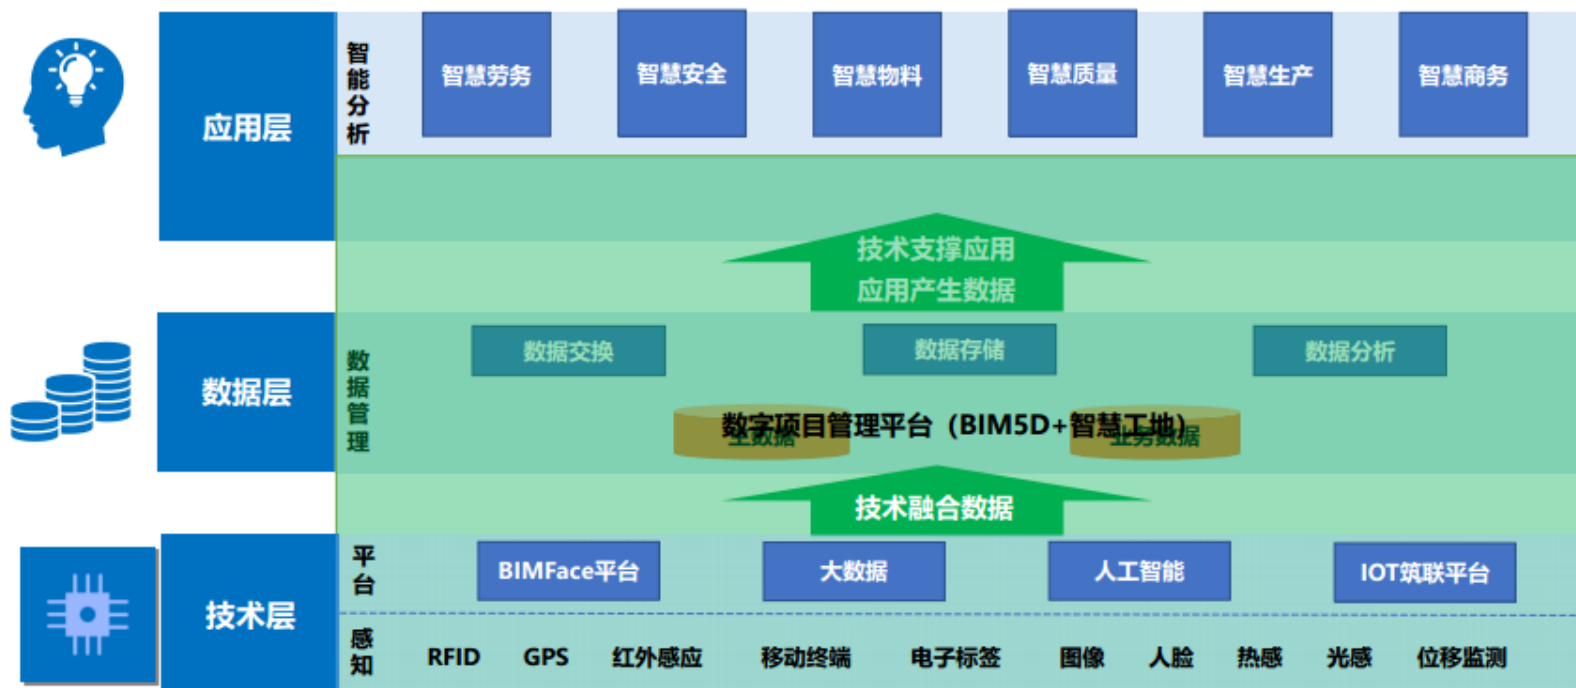 智能分析
智慧劳务
智慧安全
智慧物料
智慧质量
智慧生产
智慧商务
应用层
技术支撑应用
应用产生数据
数据管理
数据交换
数据存储
数据分析
数据层
主数据
数字项目管理平台（BIM5D+智慧工地）
业务数据
技术融合数据
平台
BIMFace平台
大数据
人工智能
IOT筑联平台
技术层
感知
RFID GPS 红外感应 移动终端 电子标签 图像 人脸 热感 光感 位移监测